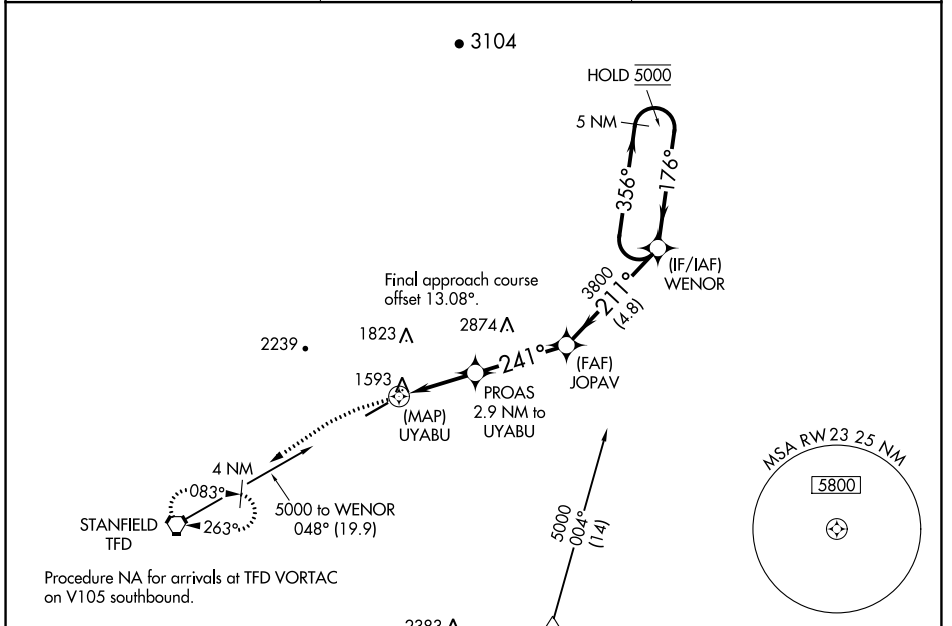 3104
HOLD 5000
5 NM
356°
176°
(IF/IAF)
WENOR
3800
211°
(4.8)
Final approach course
offset 13.08°.
1823
2874
2239
241°
(FAF)
JOPAV
1593
PROAS
2.9 NM to
UYABU
(MAP)
UYABU
MSA RW 23 25 NM
5800
4 NM
083°
263°
5000 to WENOR
048° (19.9)
STANFIELD
TFD
5000
004°
(14)
Procedure NA for arrivals at TFD VORTAC
on V105 southbound.
2383